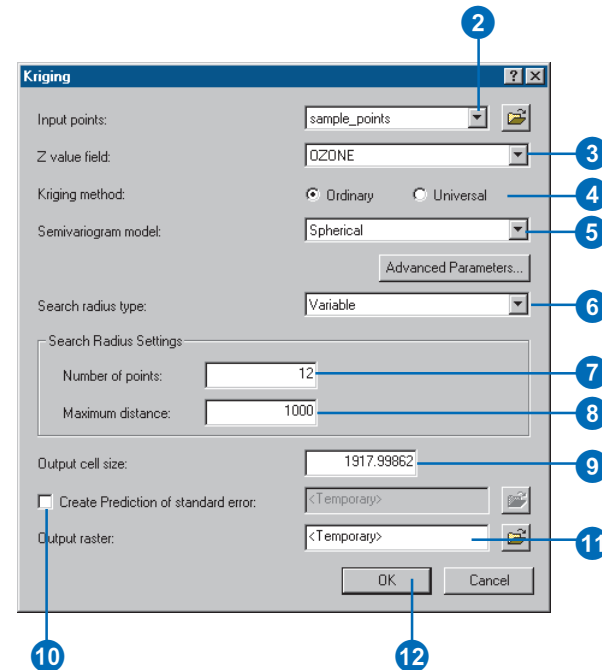 2
Kriging
Input points: sample_points
Z value field: OZONE 3
Kriging method: Ordinary Universal 4
Semivariogram model: Spherical 5
Advanced Parameters...
Search radius type: Variable 6
Search Radius Settings
Number of points: 12 7
Maximum distance: 1000 8
Output cell size: 1917.99862 9
Create Prediction of standard error: <Temporary>
Output raster: <Temporary> 11
OK Cancel
10 12